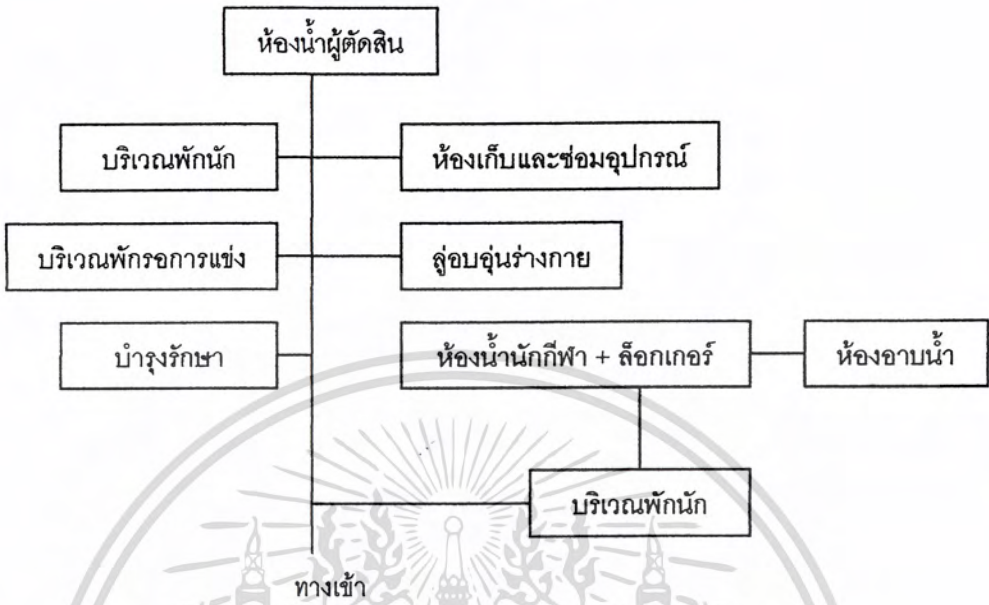 ห้องน้ำผู้ตัดสิน
บริเวณพักนัก
ห้องเก็บและซ่อมอุปกรณ์
บริเวณพักรอการแข่ง
ลู่อบอุ่นร่างกาย
บำรุงรักษา
ห้องน้ำนักกีฬา + ล็อกเกอร์
ห้องอาบน้ำ
บริเวณพักนัก
ทางเข้า